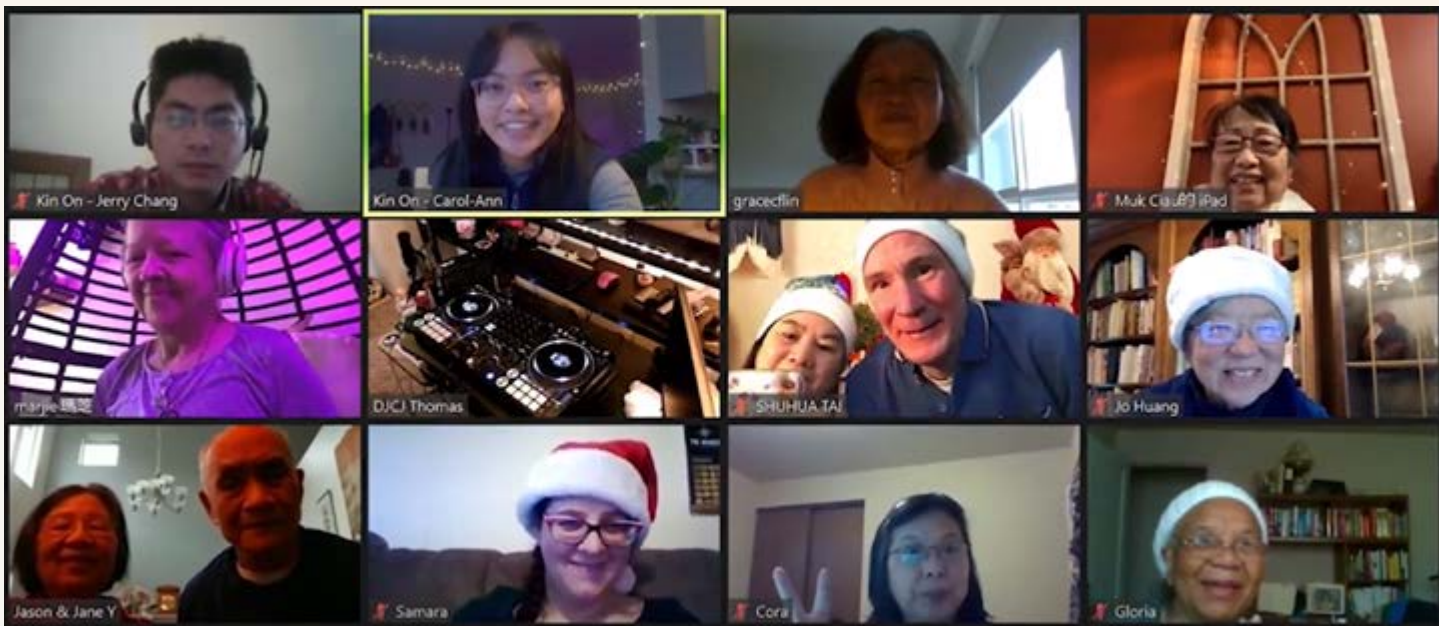 Kin On - Jerry Chang
Kin On - Carol-Ann
gracecflin
Muk Ciau的 iPad
marjie 瑪芝
DJCJ Thomas
SHUHUA TAI
Jo Huang
Jason & Jane Y
Samara
Cora
Gloria